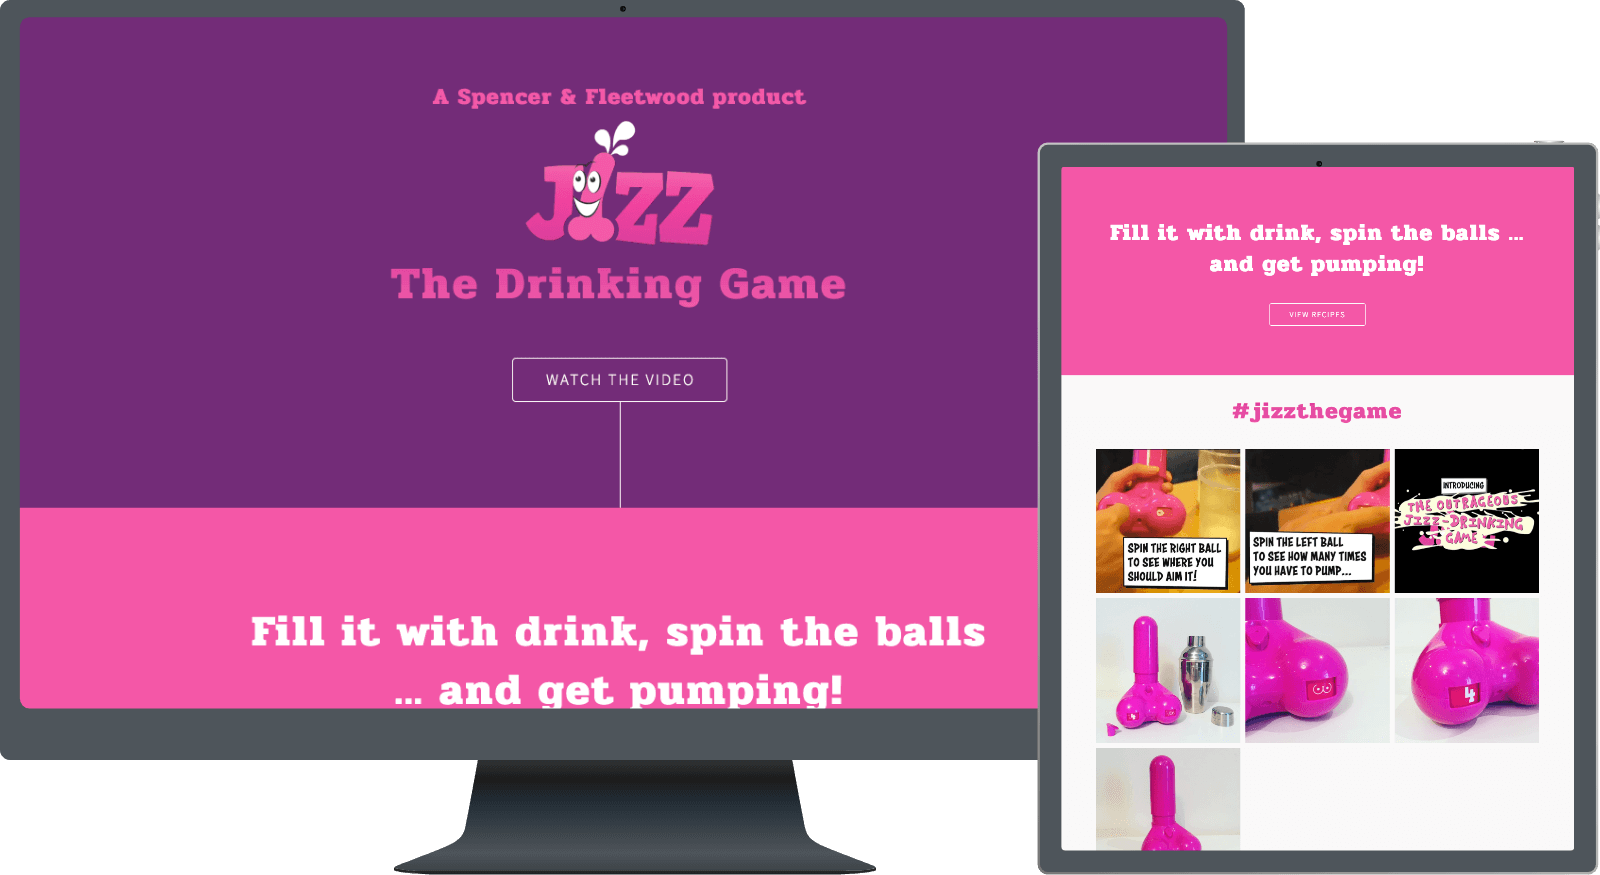 A Spencer & Fleetwood product
JIZZ
The Drinking Game
WATCH THE VIDEO
Fill it with drink, spin the balls
... and get pumping!
Fill it with drink, spin the balls ...
and get pumping!
VIEW RECIPES
#jizzthegame
SPIN THE RIGHT BALL
TO SEE WHERE YOU
SHOULD AIM IT!
SPIN THE LEFT BALL
TO SEE HOW MANY TIMES
YOU HAVE TO PUMP...
INTRODUCING
THE OUTRAGEOUS
JIZZ-DRINKING
GAME
4
4